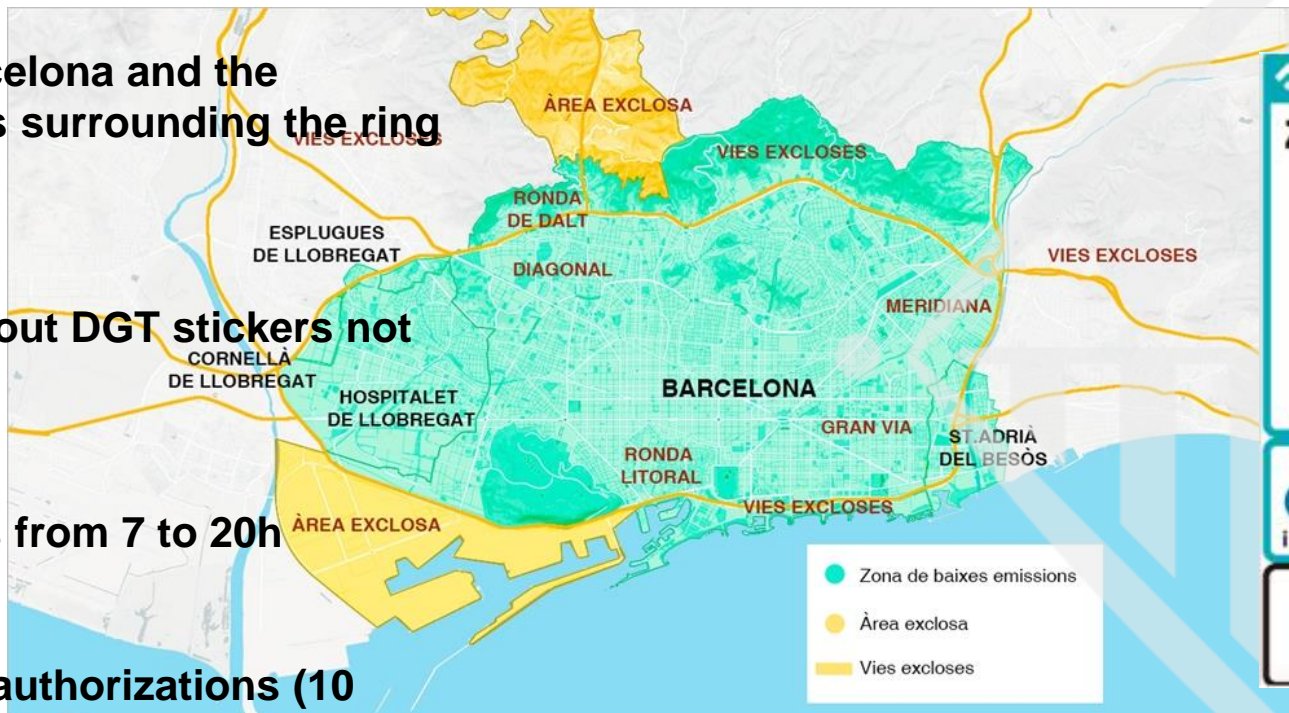 celona and the
s surrounding the ring
ÀREA EXCLOSA
VIES EXCLOSES
VIES EXCLOSES
RONDA
DE DALT
ESPLUGUES
DE LLOBREGAT
DIAGONAL
VIES EXCLOSES
MERIDIANA
out DGT stickers not
CORNELLÀ
DE LLOBREGAT
HOSPITALET
DE LLOBREGAT
BARCELONA
GRAN VIA
ST.ADRIÀ
DEL BESÒS
RONDA
LITORAL
VIES EXCLOSES
from 7 to 20h
ÀREA EXCLOSA
Zona de baixes emissions
Àrea exclosa
Vies excloses
authorizations (10